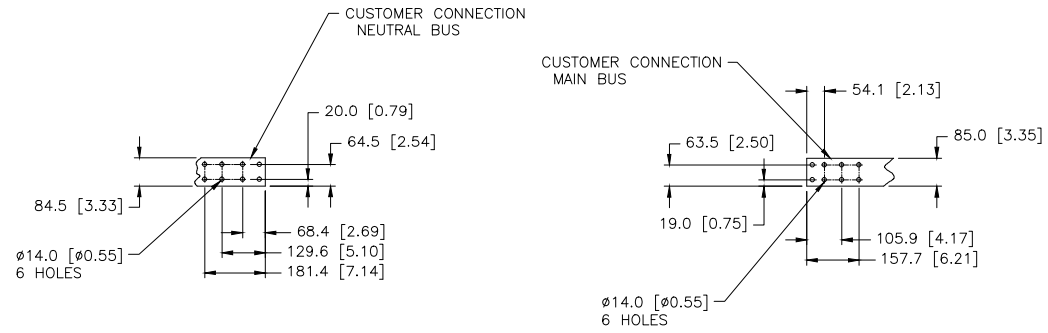 CUSTOMER CONNECTION
NEUTRAL BUS
20.0 [0.79]
64.5 [2.54]
84.5 [3.33]
ø14.0 [ø0.55]
6 HOLES
68.4 [2.69]
129.6 [5.10]
181.4 [7.14]
CUSTOMER CONNECTION
MAIN BUS
54.1 [2.13]
63.5 [2.50]
85.0 [3.35]
19.0 [0.75]
105.9 [4.17]
157.7 [6.21]
ø14.0 [ø0.55]
6 HOLES